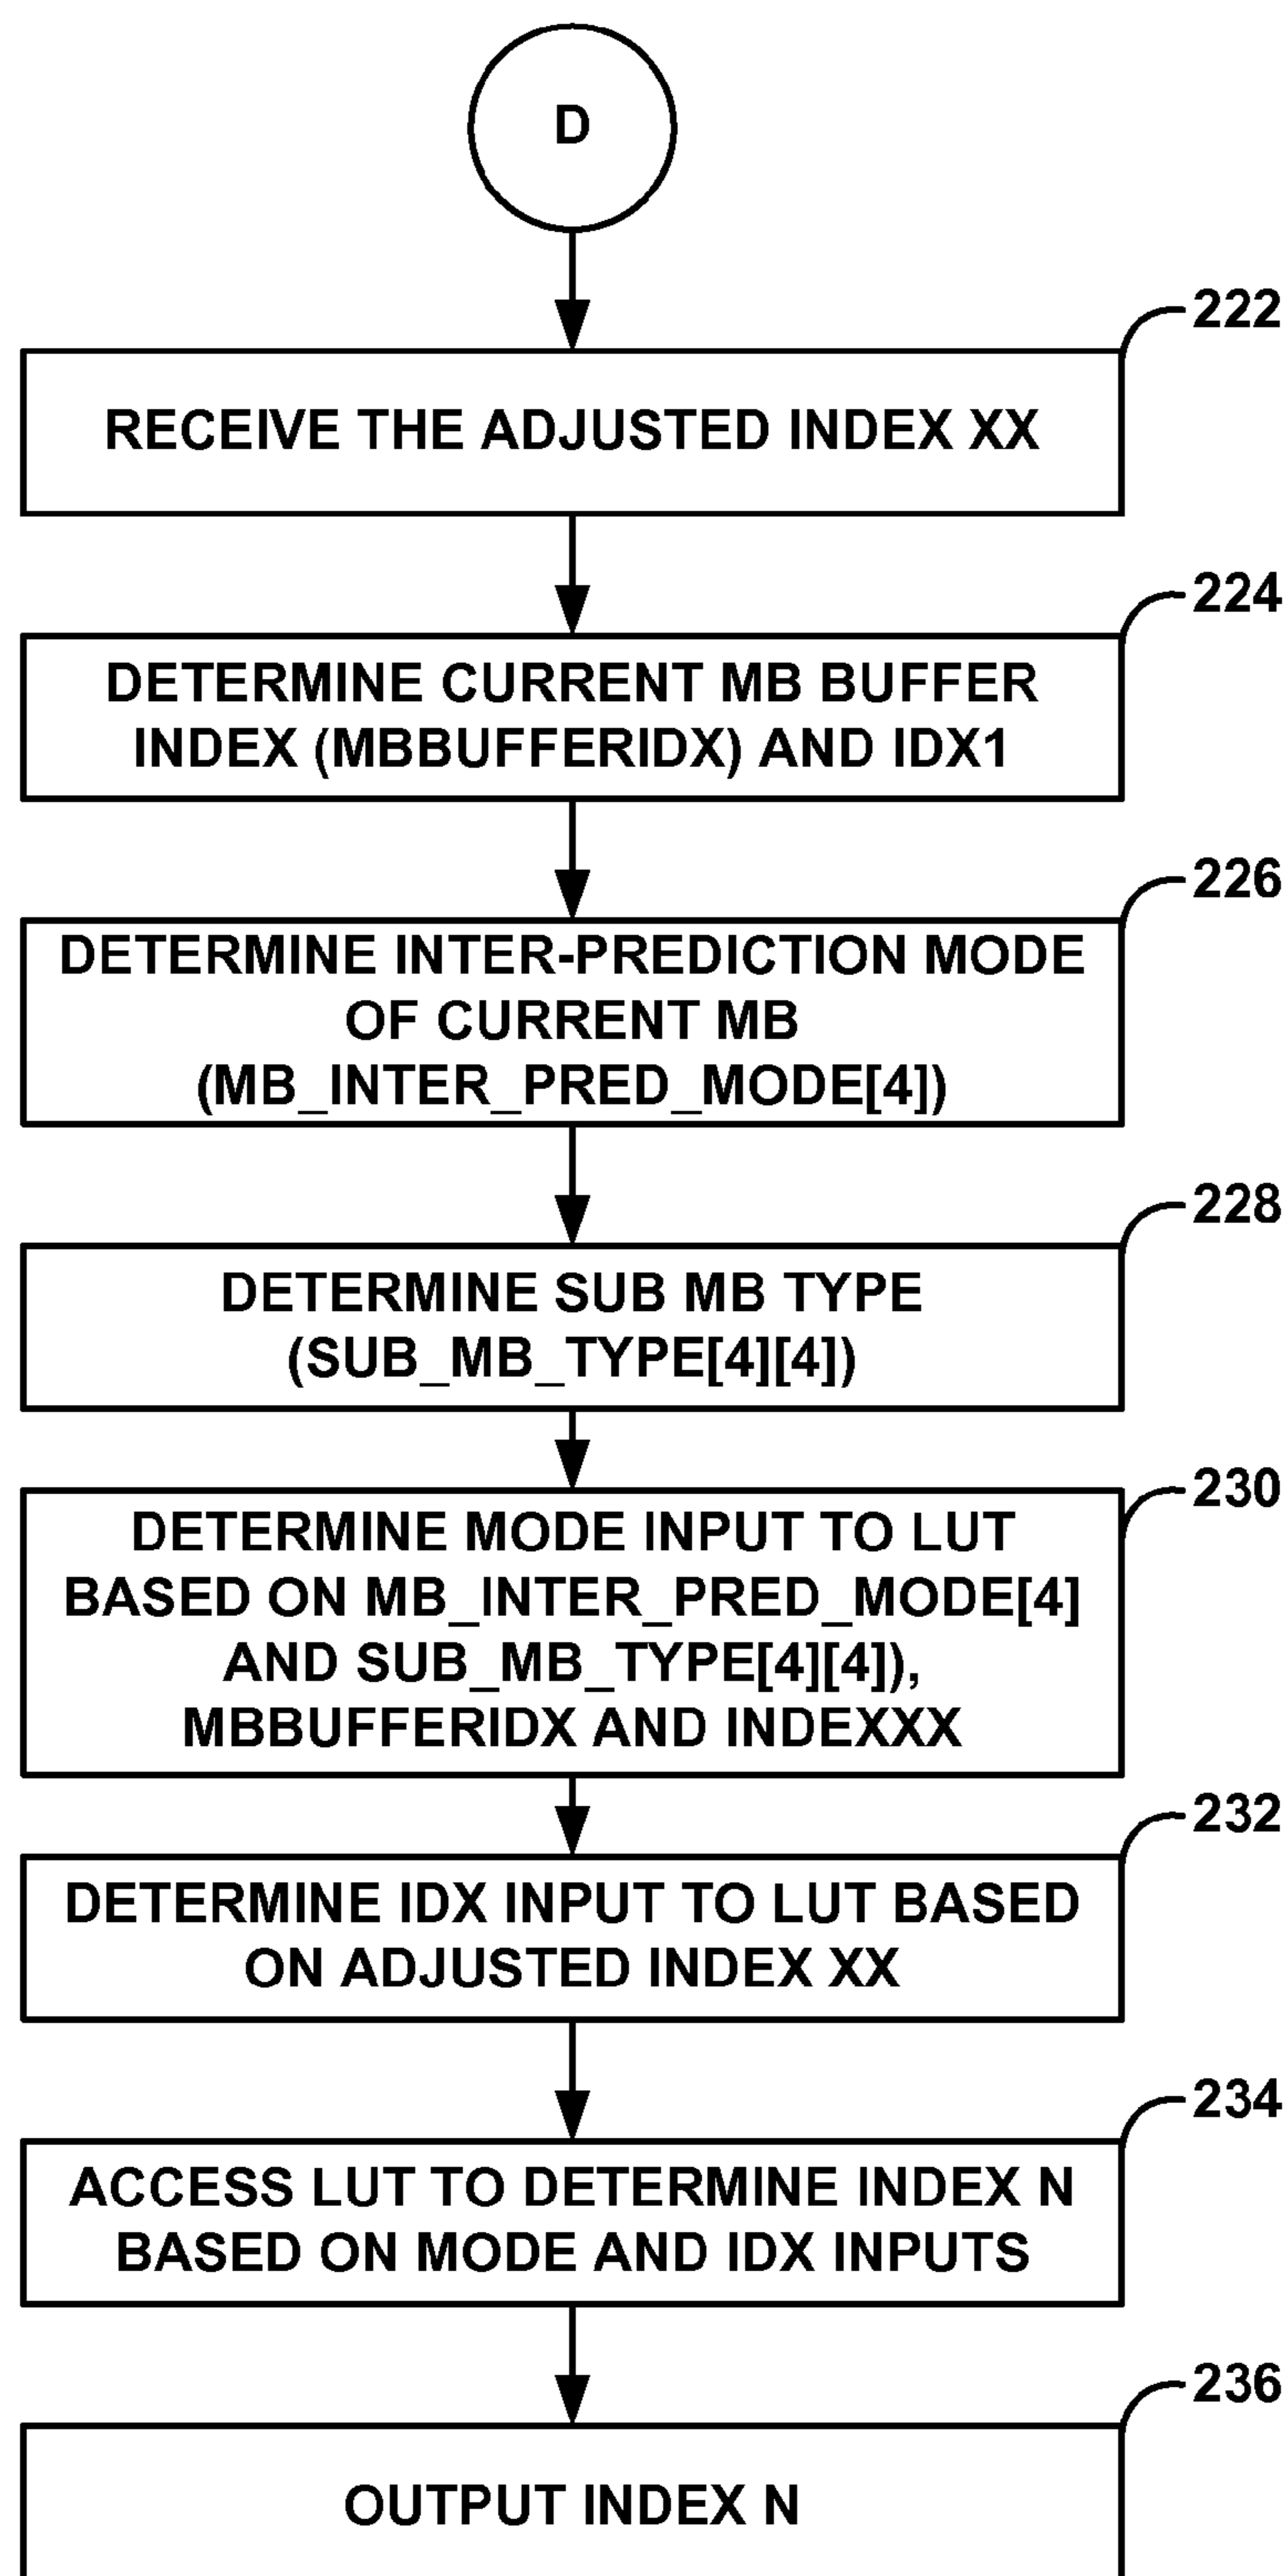 D
222
RECEIVE THE ADJUSTED INDEX XX
224
DETERMINE CURRENT MB BUFFER
INDEX (MBBUFFERIDX) AND IDX1
226
DETERMINE INTER-PREDICTION MODE
OF CURRENT MB
(MB_INTER_PRED_MODE[4])
228
DETERMINE SUB MB TYPE
(SUB_MB_TYPE[4][4])
230
DETERMINE MODE INPUT TO LUT
BASED ON MB_INTER_PRED_MODE[4]
AND SUB_MB_TYPE[4][4]),
MBBUFFERIDX AND INDEXXX
232
DETERMINE IDX INPUT TO LUT BASED
ON ADJUSTED INDEX XX
234
ACCESS LUT TO DETERMINE INDEX N
BASED ON MODE AND IDX INPUTS
236
OUTPUT INDEX N